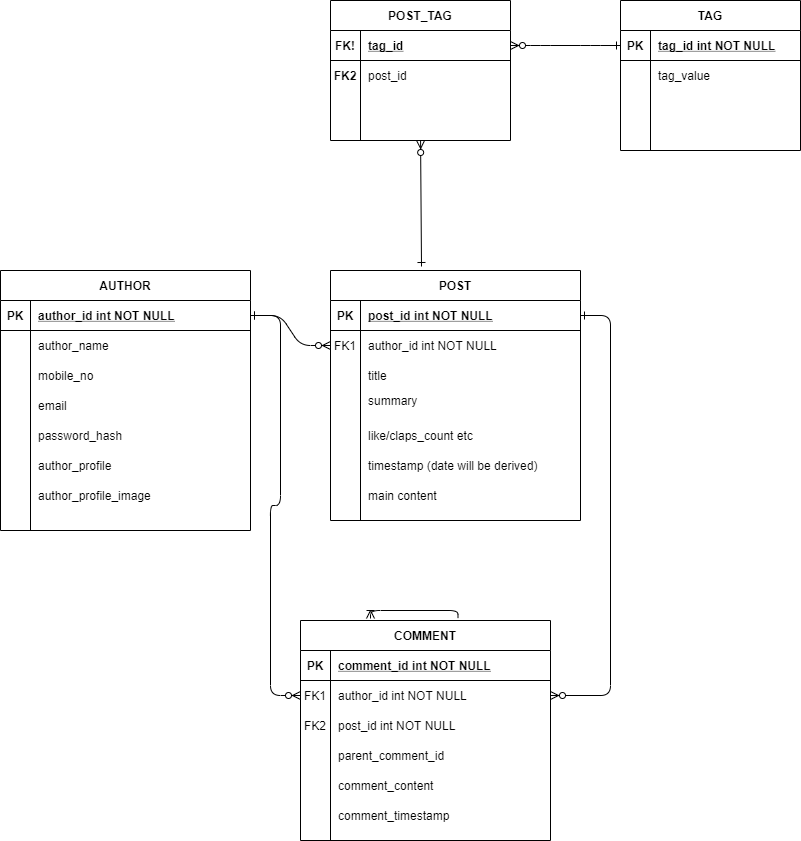 POST_TAG
FK! tag_id
FK2 post_id
TAG
PK tag_id int NOT NULL
tag_value
AUTHOR
PK author_id int NOT NULL
author_name
mobile_no
email
password_hash
author_profile
author_profile_image
POST
PK post_id int NOT NULL
FK1 author_id int NOT NULL
title
summary
like/claps_count etc
timestamp (date will be derived)
main content
COMMENT
PK comment_id int NOT NULL
FK1 author_id int NOT NULL
FK2 post_id int NOT NULL
parent_comment_id
comment_content
comment_timestamp